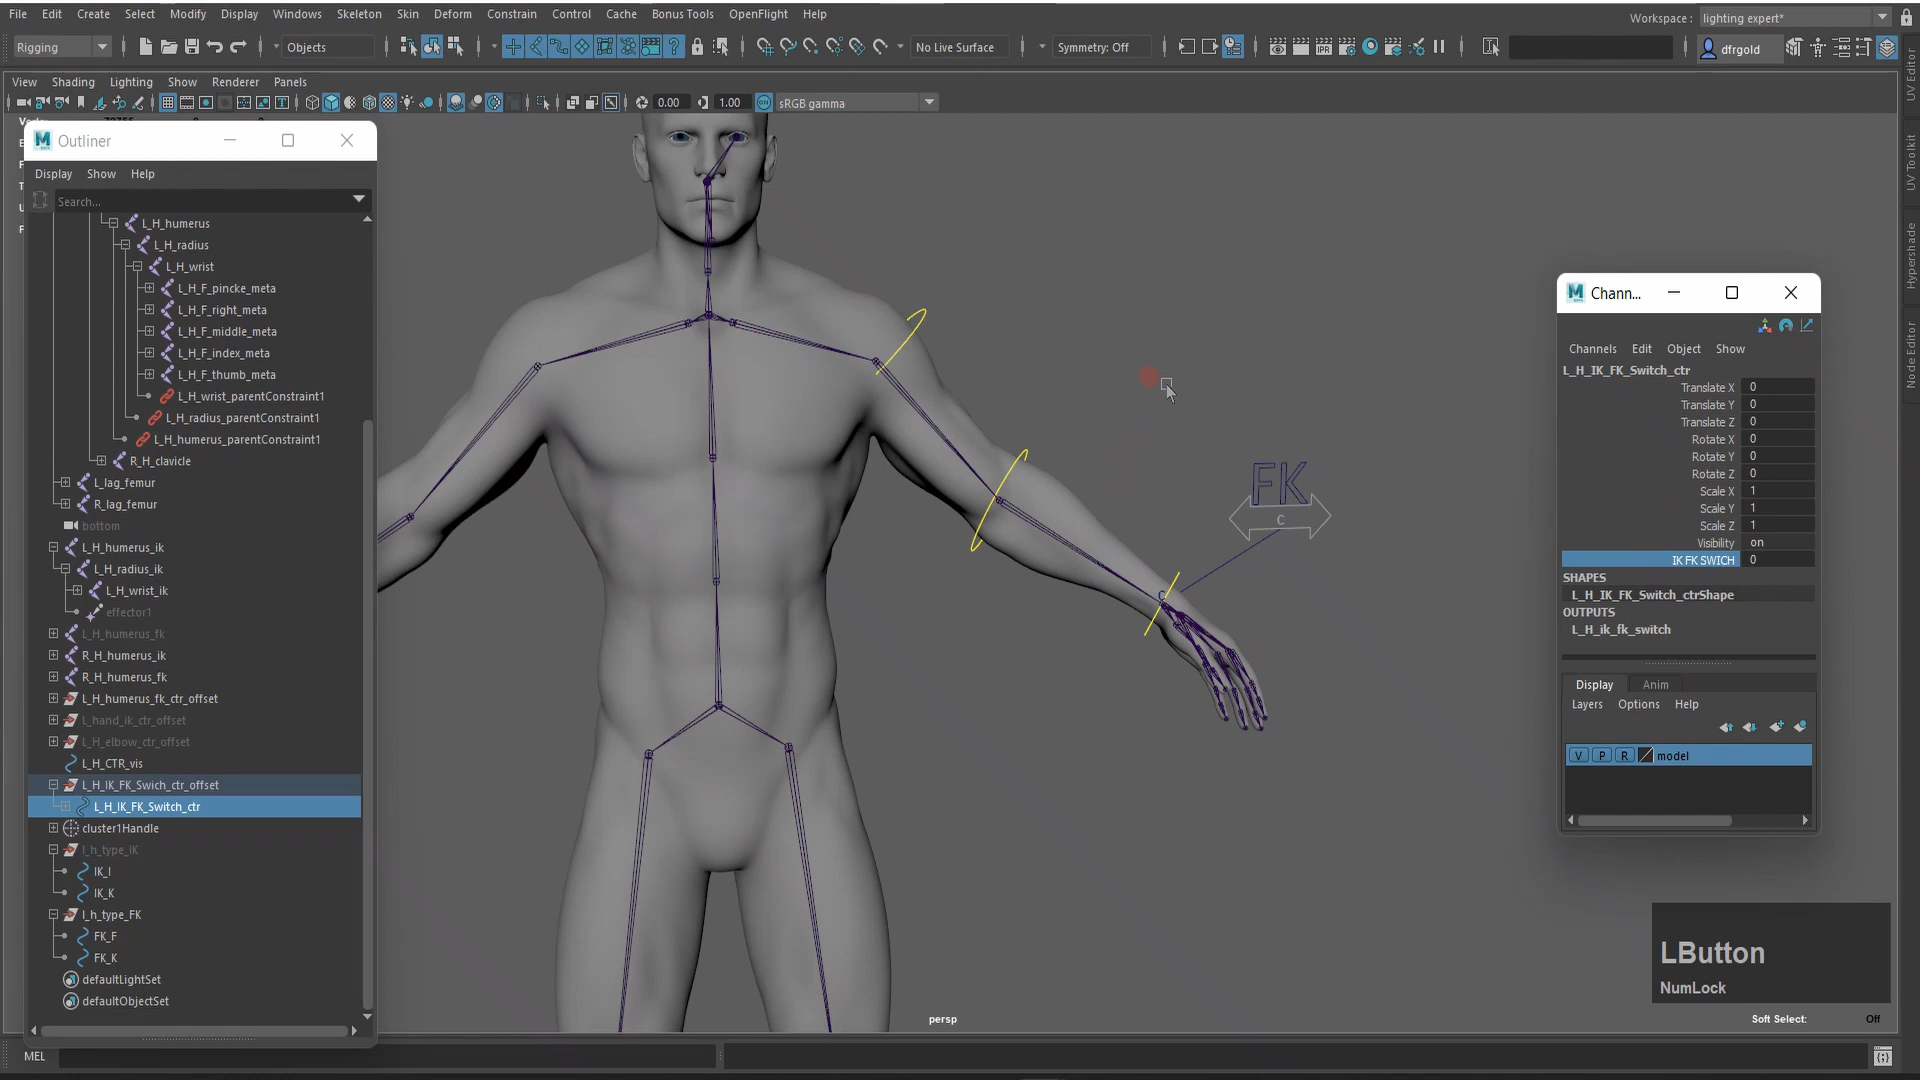 File Edit Create Select Modify Display Windows Skeleton Skin Deform Constrain Control Cache Bonus Tools OpenFlight Help
Workspace : lighting expert*
Rigging
Objects
No Live Surface
Symmetry: Off
dfrgold
View Shading Lighting Show Renderer Panels
0.00
1.00
sRGB gamma
Outliner
Display Show Help
Search...
L_H_humerus
L_H_radius
L_H_wrist
L_H_F_pincke_meta
L_H_F_right_meta
L_H_F_middle_meta
L_H_F_index_meta
L_H_F_thumb_meta
L_H_wrist_parentConstraint1
L_H_radius_parentConstraint1
L_H_humerus_parentConstraint1
R_H_clavicle
L_lag_femur
R_lag_femur
bottom
L_H_humerus_ik
L_H_radius_ik
L_H_wrist_ik
effector1
L_H_humerus_fk
R_H_humerus_ik
R_H_humerus_fk
L_H_humerus_fk_ctr_offset
L_hand_ik_ctr_offset
L_H_elbow_ctr_offset
L_H_CTR_vis
L_H_IK_FK_Swich_ctr_offset
L_H_IK_FK_Switch_ctr
cluster1Handle
l_h_type_IK
IK_I
IK_K
l_h_type_FK
FK_F
FK_K
defaultLightSet
defaultObjectSet
FK
C
C
persp
Soft Select: Off
Chann...
Channels Edit Object Show
L_H_IK_FK_Switch_ctr
Translate X 0
Translate Y 0
Translate Z 0
Rotate X 0
Rotate Y 0
Rotate Z 0
Scale X 1
Scale Y 1
Scale Z 1
Visibility on
IK FK SWICH 0
SHAPES
L_H_IK_FK_Switch_ctrShape
OUTPUTS
L_H_ik_fk_switch
Display Anim
Layers Options Help
V P R model
LButton
NumLock
UV Editor
UV Toolkit
Hypershade
Node Editor
MEL